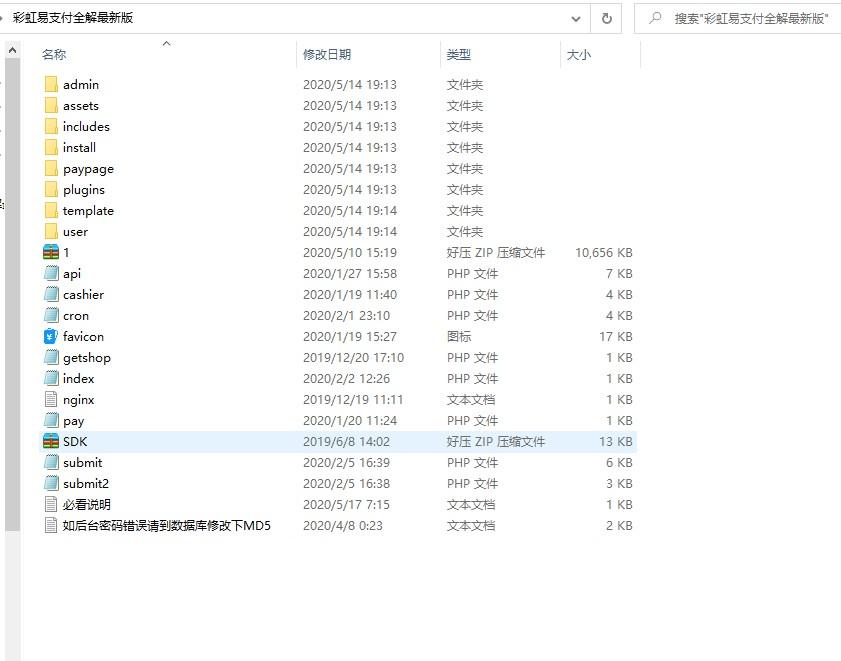 彩虹易支付全解最新版 搜索"彩虹易支付全解最新版"
名称 修改日期 类型 大小
admin 2020/5/14 19:13 文件夹
assets 2020/5/14 19:13 文件夹
includes 2020/5/14 19:13 文件夹
install 2020/5/14 19:13 文件夹
paypage 2020/5/14 19:13 文件夹
plugins 2020/5/14 19:13 文件夹
template 2020/5/14 19:14 文件夹
user 2020/5/14 19:14 文件夹
1 2020/5/10 15:19 好压 ZIP 压缩文件 10,656 KB
api 2020/1/27 15:58 PHP 文件 7 KB
cashier 2020/1/19 11:40 PHP 文件 4 KB
cron 2020/2/1 23:10 PHP 文件 4 KB
favicon 2020/1/19 15:27 图标 17 KB
getshop 2019/12/20 17:10 PHP 文件 1 KB
index 2020/2/2 12:26 PHP 文件 1 KB
nginx 2019/12/19 11:11 文本文档 1 KB
pay 2020/1/20 11:24 PHP 文件 1 KB
SDK 2019/6/8 14:02 好压 ZIP 压缩文件 13 KB
submit 2020/2/5 16:39 PHP 文件 6 KB
submit2 2020/2/5 16:38 PHP 文件 3 KB
必看说明 2020/5/17 7:15 文本文档 1 KB
如后台密码错误请到数据库修改下MD5 2020/4/8 0:23 文本文档 2 KB